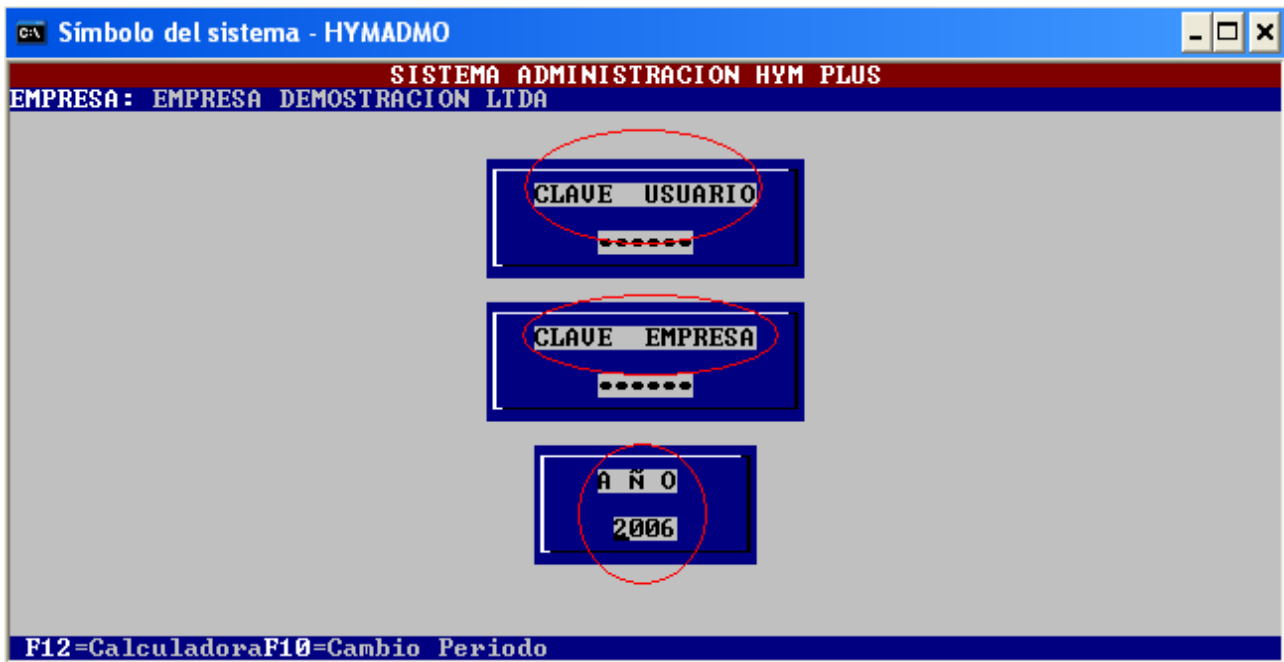 Símbolo del sistema - HYMADMO
SISTEMA ADMINISTRACION HYM PLUS
EMPRESA: EMPRESA DEMOSTRACION LTDA
CLAVE USUARIO
••••••
CLAVE EMPRESA
••••••
A Ñ O
2006
F12=CalculadoraF10=Cambio Periodo